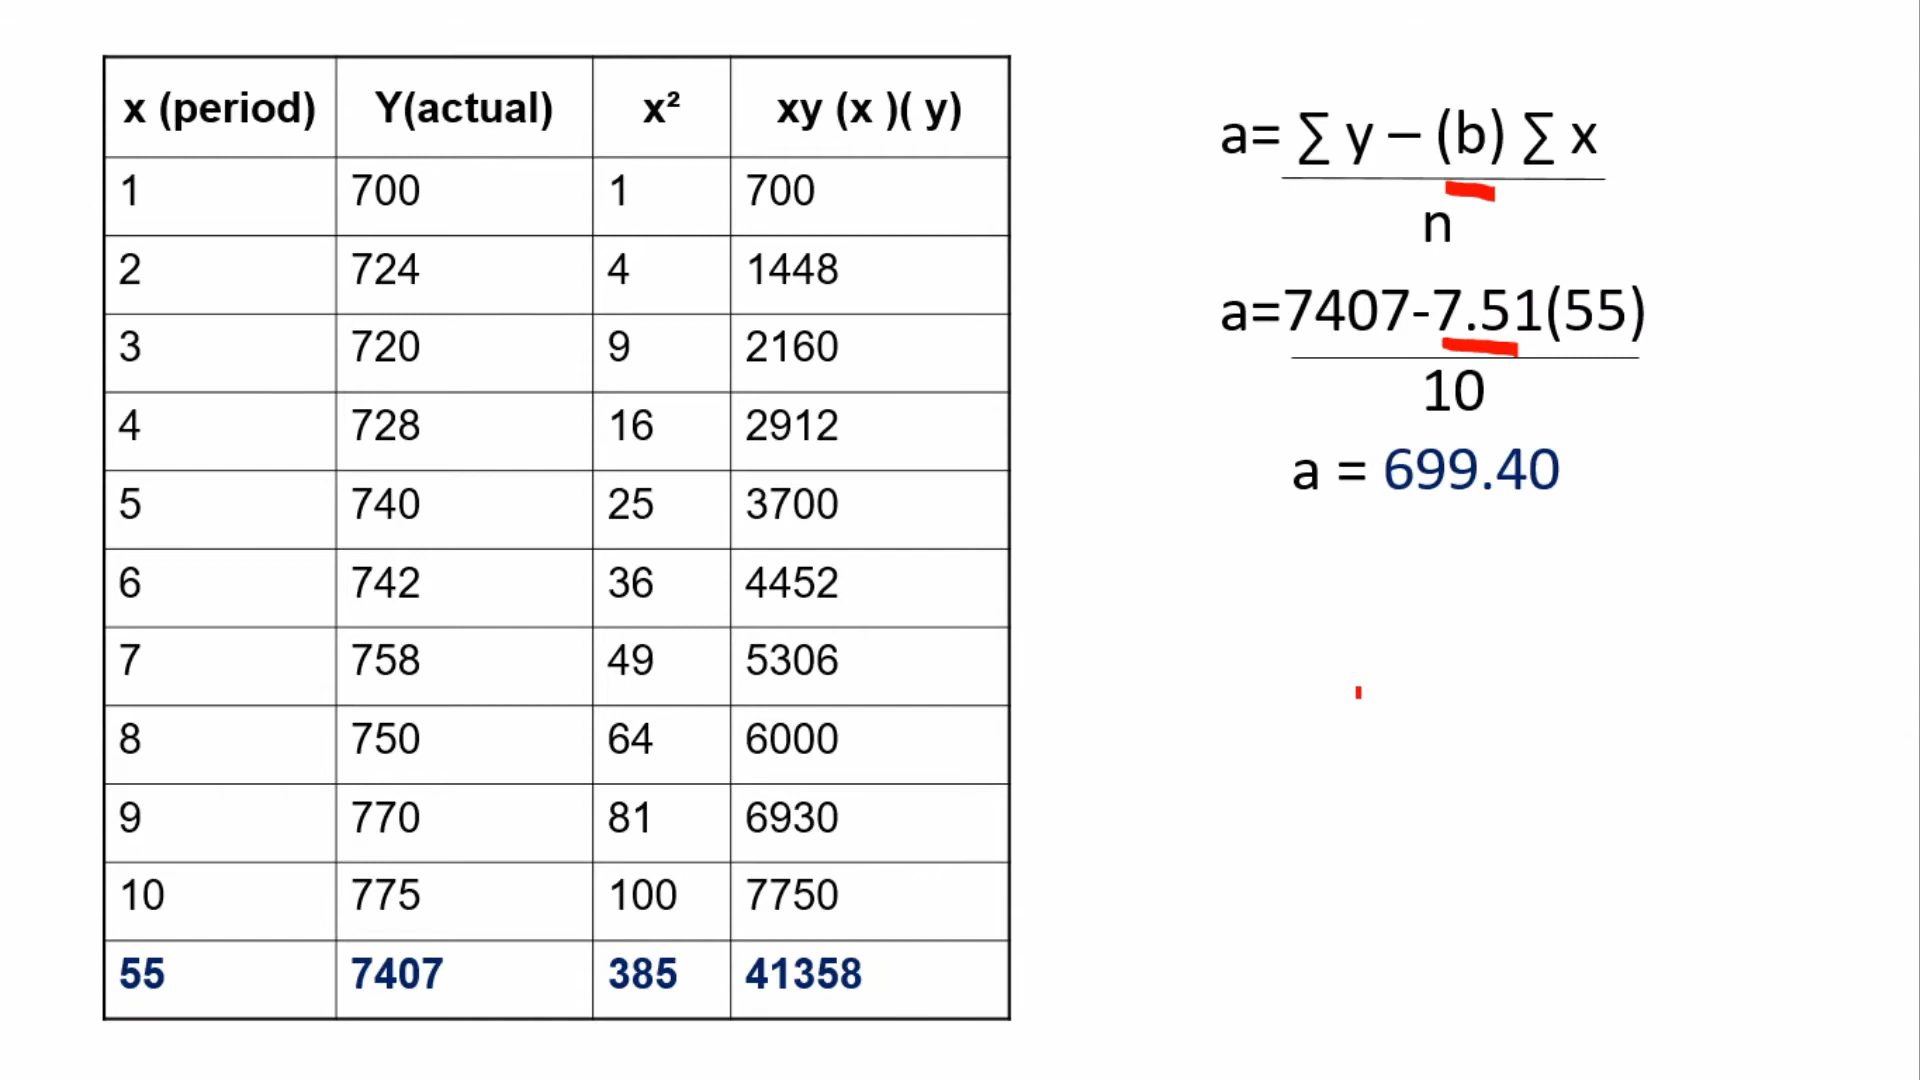 x (period) Y(actual) x² xy (x )( y)
1 700 1 700
2 724 4 1448
3 720 9 2160
4 728 16 2912
5 740 25 3700
6 742 36 4452
7 758 49 5306
8 750 64 6000
9 770 81 6930
10 775 100 7750
55 7407 385 41358
a= ∑ y – (b) ∑ x
n
a=7407-7.51(55)
10
a = 699.40